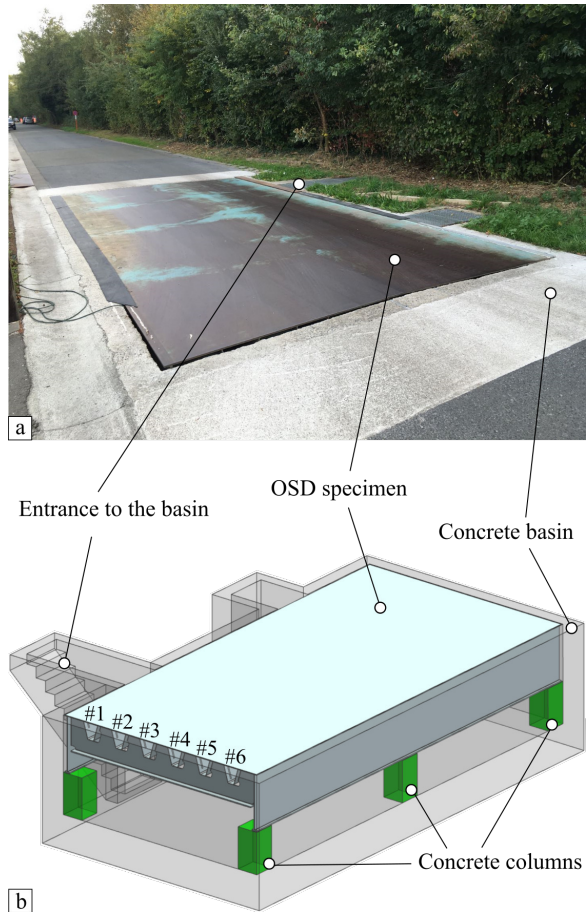 a
Entrance to the basin
OSD specimen
Concrete basin
#1
#2
#3
#4
#5
#6
Concrete columns
b